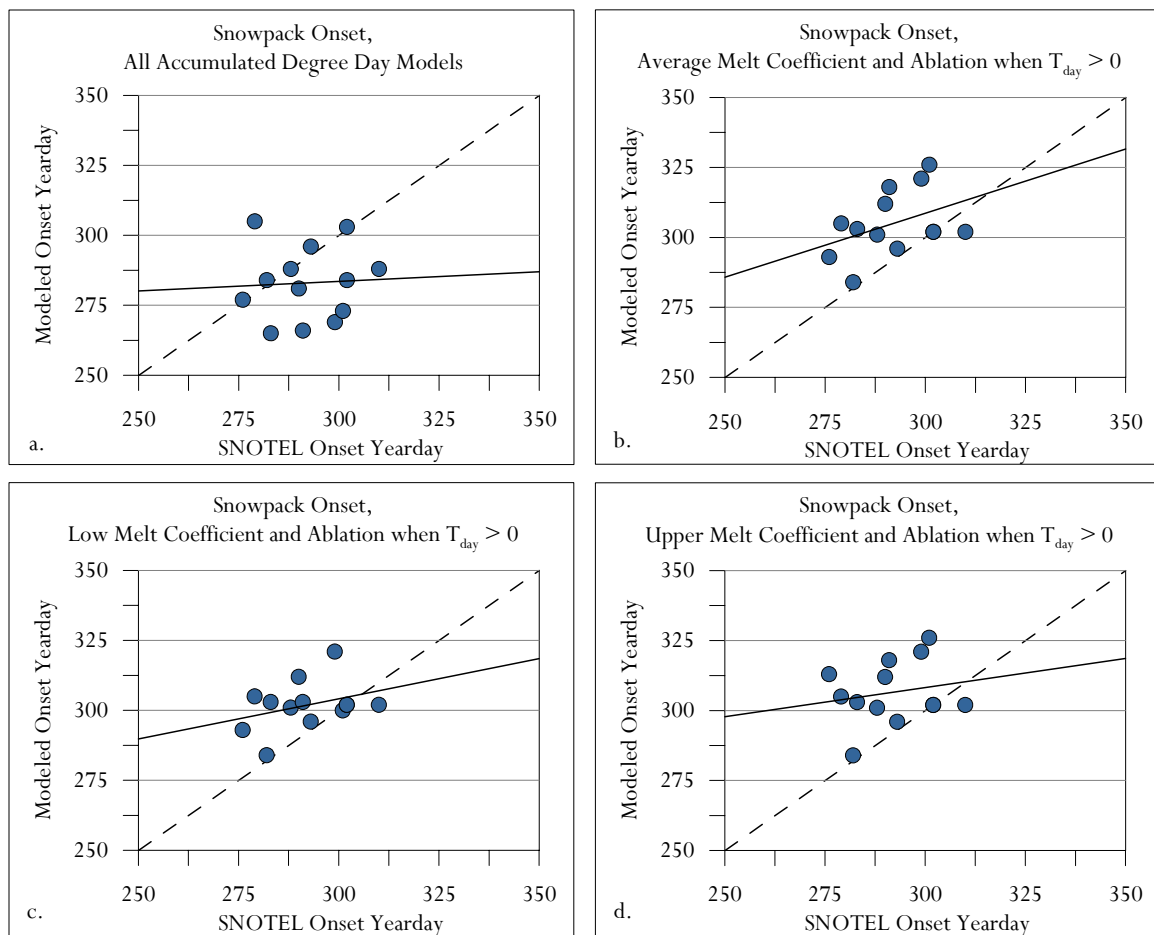 Snowpack Onset,
All Accumulated Degree Day Models
350
325
300
275
250
Modeled Onset Yearday
250 275 300 325 350
SNOTEL Onset Yearday
a.
Snowpack Onset,
Average Melt Coefficient and Ablation when Tday > 0
350
325
300
275
250
Modeled Onset Yearday
250 275 300 325 350
SNOTEL Onset Yearday
b.
Snowpack Onset,
Low Melt Coefficient and Ablation when Tday > 0
350
325
300
275
250
Modeled Onset Yearday
250 275 300 325 350
SNOTEL Onset Yearday
c.
Snowpack Onset,
Upper Melt Coefficient and Ablation when Tday > 0
350
325
300
275
250
Modeled Onset Yearday
250 275 300 325 350
SNOTEL Onset Yearday
d.